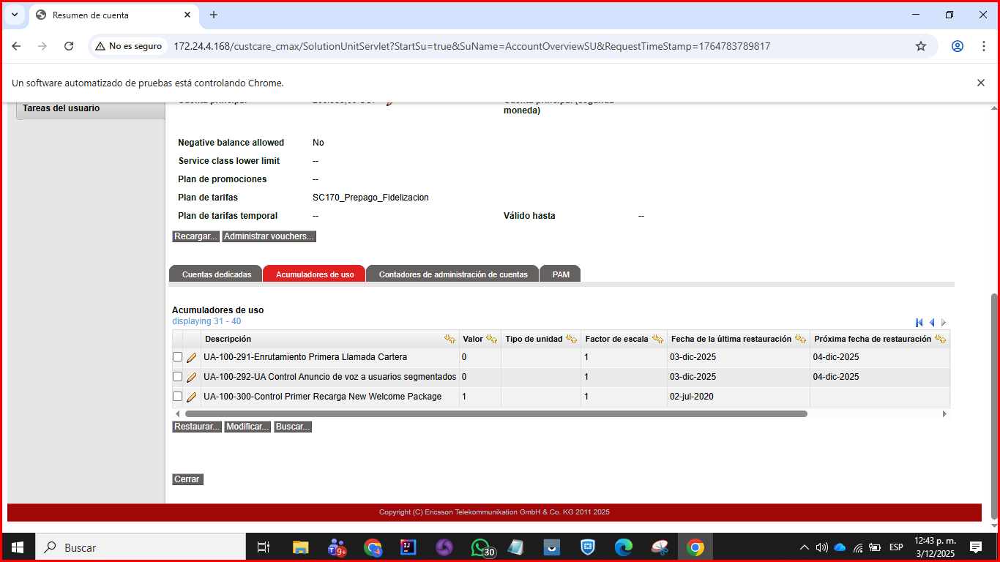 Resumen de cuenta
No es seguro
172.24.4.168/custcare_cmax/SolutionUnitServlet?StartSu=true&SuName=AccountOverviewSU&RequestTimeStamp=1764783789817
Un software automatizado de pruebas está controlando Chrome.
Tareas del usuario
moneda)
Negative balance allowed No
Service class lower limit --
Plan de promociones --
Plan de tarifas SC170_Prepago_Fidelizacion
Plan de tarifas temporal -- Válido hasta --
Recargar... Administrar vouchers...
Cuentas dedicadas Acumuladores de uso Contadores de administración de cuentas PAM
Acumuladores de uso
displaying 31 - 40
Descripción Valor Tipo de unidad Factor de escala Fecha de la última restauración Próxima fecha de restauración
UA-100-291-Enrutamiento Primera Llamada Cartera 0 1 03-dic-2025 04-dic-2025
UA-100-292-UA Control Anuncio de voz a usuarios segmentados 0 1 03-dic-2025 04-dic-2025
UA-100-300-Control Primer Recarga New Welcome Package 1 1 02-jul-2020
Restaurar... Modificar... Buscar...
Cerrar
Copyright (C) Ericsson Telekommunikation GmbH & Co. KG 2011 2025
Buscar
9+
30
ESP
12:43 p. m.
3/12/2025